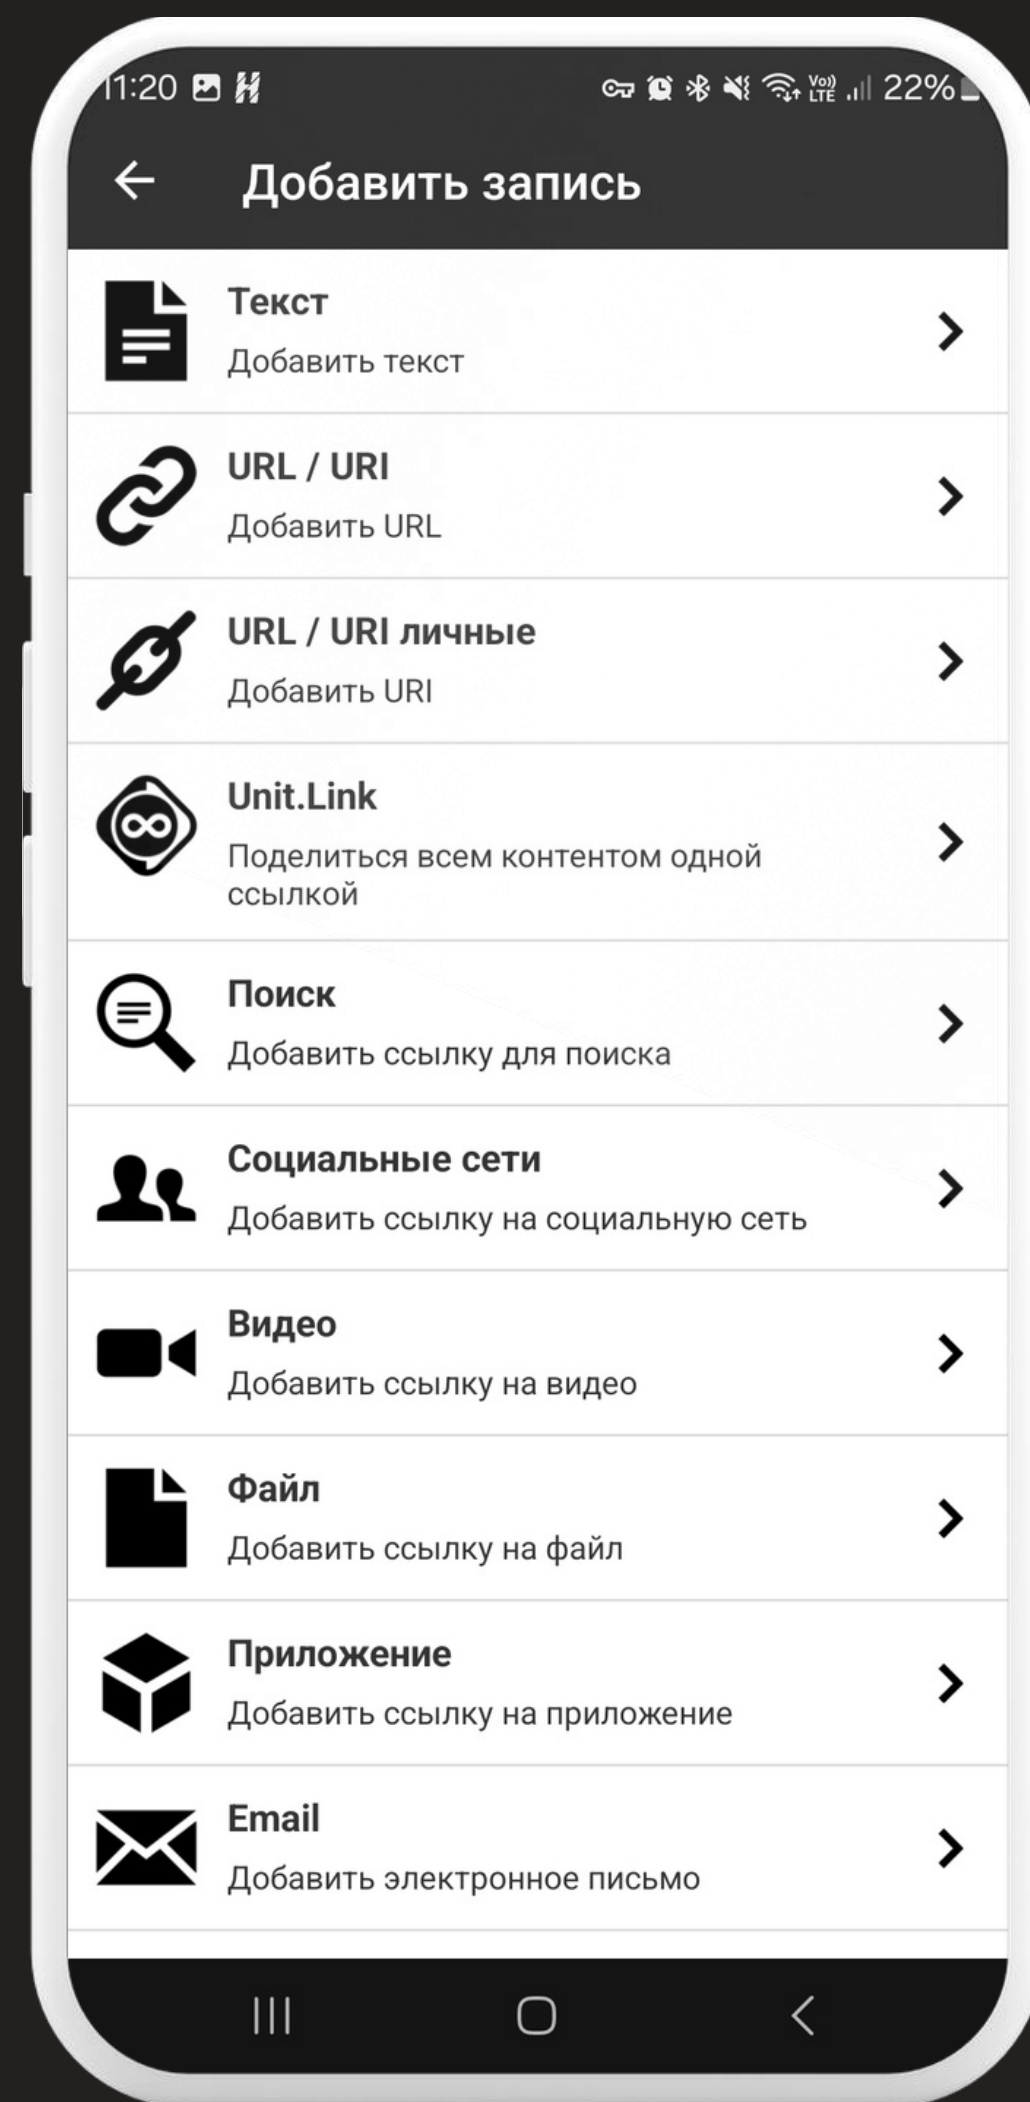 11:20
Vo))
LTE
22%
Добавить запись
Текст
Добавить текст
URL / URI
Добавить URL
URL / URI личные
Добавить URI
Unit.Link
Поделиться всем контентом одной
ссылкой
Поиск
Добавить ссылку для поиска
Социальные сети
Добавить ссылку на социальную сеть
Видео
Добавить ссылку на видео
Файл
Добавить ссылку на файл
Приложение
Добавить ссылку на приложение
Email
Добавить электронное письмо